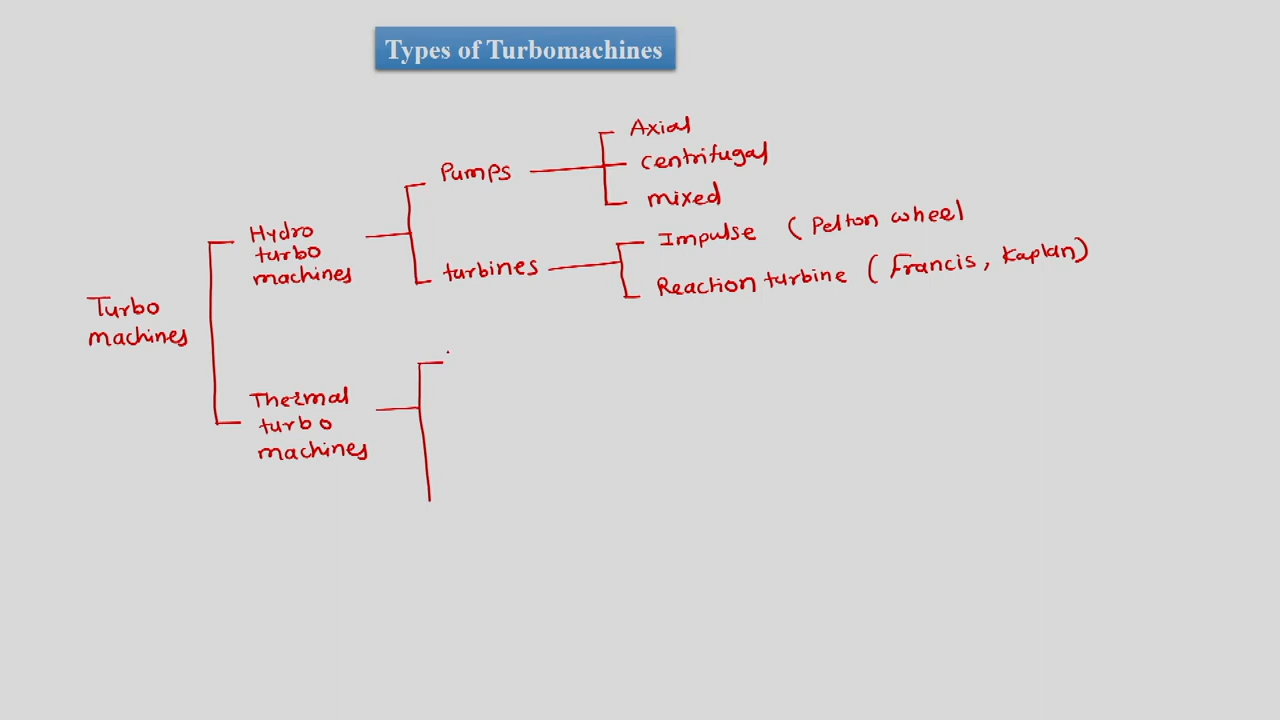 Types of Turbomachines
Axial
Pumps
centrifugal
mixed
Hydro
turbo
machines
Impulse ( Pelton wheel
turbines
Reaction turbine ( Francis, Kaplan)
Turbo
machines
Thermal
turbo
machines